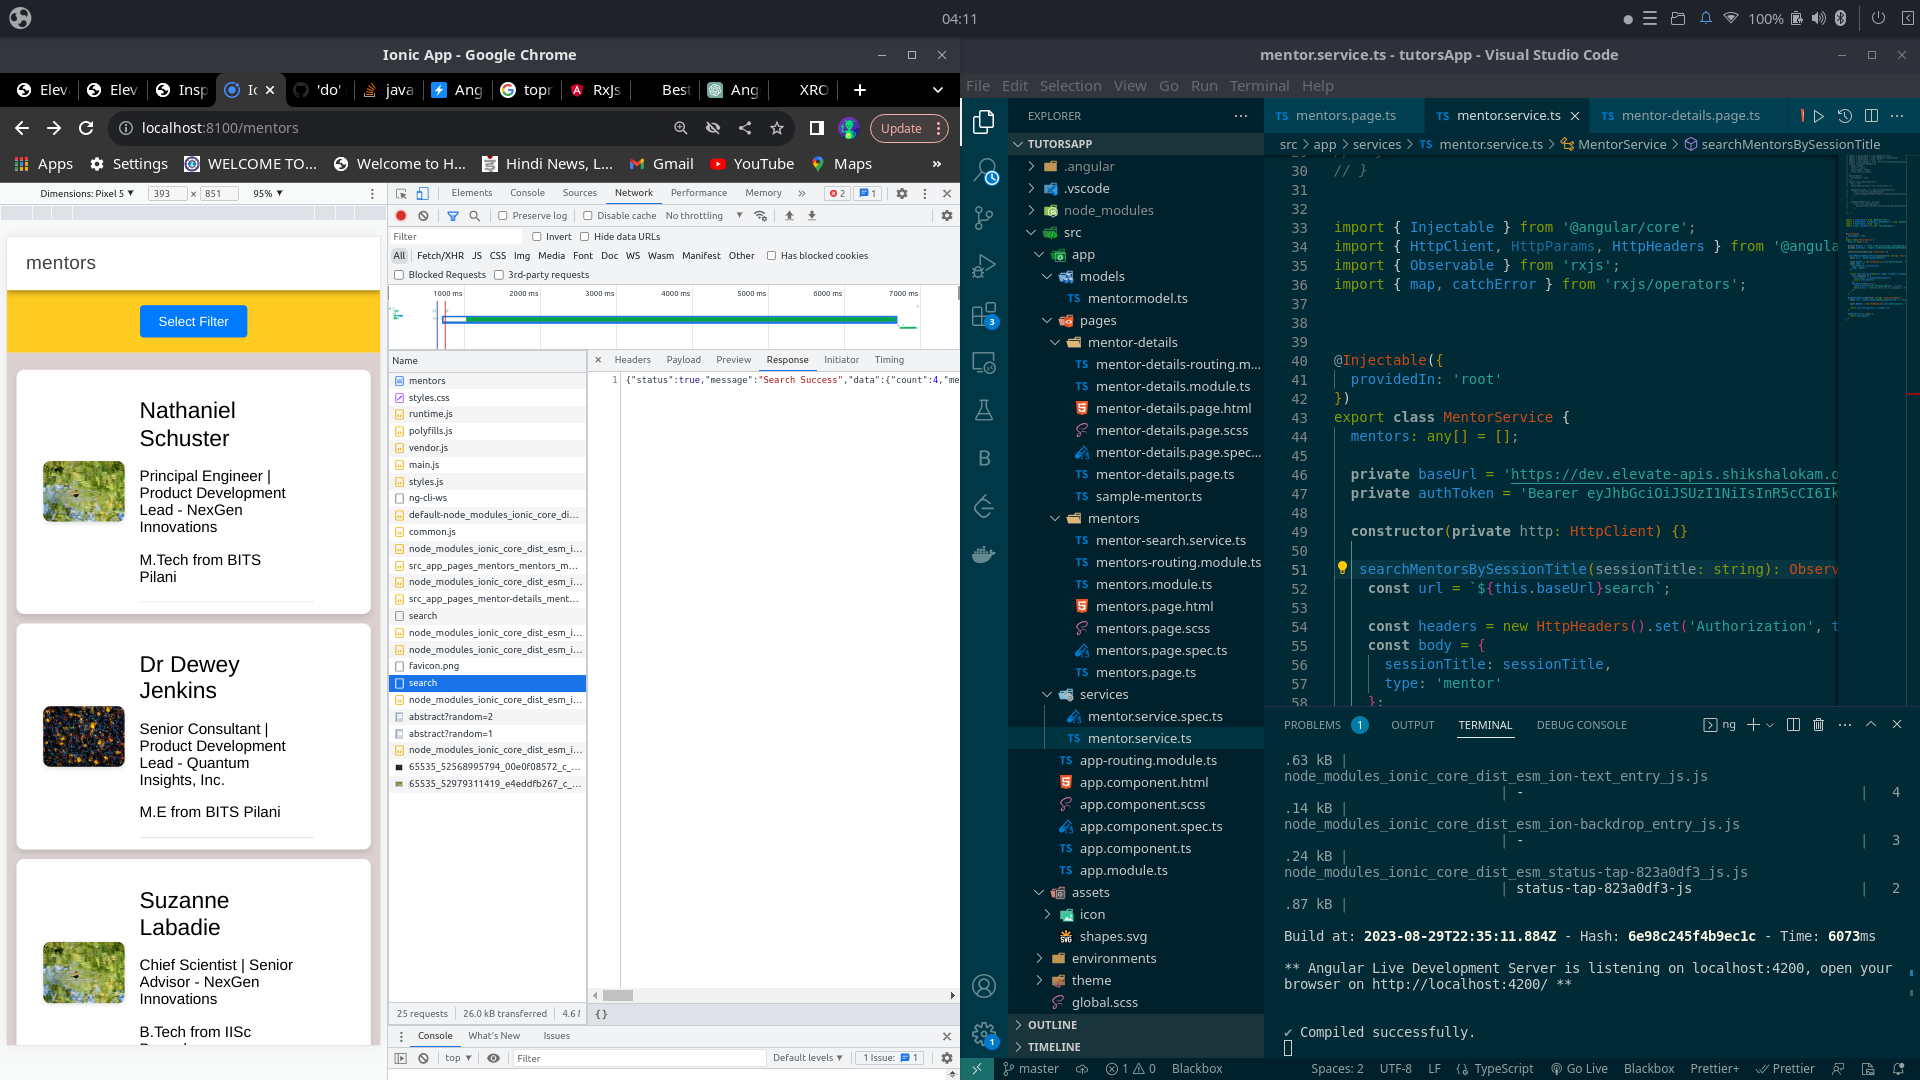 04:11
100%
Ionic App - Google Chrome
Elev
Elev
Insp
Ic
'do'
java
Ang
topr
RxJs
Best
Ang
XRO
localhost:8100/mentors
Update
Apps
Settings
WELCOME TO...
Welcome to H...
Hindi News, L...
Gmail
YouTube
Maps
»
Dimensions: Pixel 5 ▼
393 × 851
95% ▼
mentors
Select Filter
Nathaniel
Schuster
Principal Engineer |
Product Development
Lead - NexGen
Innovations
M.Tech from BITS
Pilani
Dr Dewey
Jenkins
Senior Consultant |
Product Development
Lead - Quantum
Insights, Inc.
M.E from BITS Pilani
Suzanne
Labadie
Chief Scientist | Senior
Advisor - NexGen
Innovations
B.Tech from IISc
Elements Console Sources Network Performance Memory » 2 1
Preserve log Disable cache No throttling ▼
Filter Invert Hide data URLs
All Fetch/XHR JS CSS Img Media Font Doc WS Wasm Manifest Other Has blocked cookies
Blocked Requests 3rd-party requests
1000 ms 2000 ms 3000 ms 4000 ms 5000 ms 6000 ms 7000 ms
Name
mentors
styles.css
runtime.js
polyfills.js
vendor.js
main.js
styles.js
ng-cli-ws
default-node_modules_ionic_core_di...
common.js
node_modules_ionic_core_dist_esm_i...
src_app_pages_mentors_mentors_m...
node_modules_ionic_core_dist_esm_i...
src_app_pages_mentor-details_ment...
search
node_modules_ionic_core_dist_esm_i...
node_modules_ionic_core_dist_esm_i...
favicon.png
search
node_modules_ionic_core_dist_esm_i...
abstract?random=2
abstract?random=1
node_modules_ionic_core_dist_esm_i...
65535_52568995794_00e0f08572_c_...
65535_52979311419_e4eddfb267_c_...
25 requests 26.0 kB transferred 4.6
Headers Payload Preview Response Initiator Timing
1 {"status":true,"message":"Search Success","data":{"count":4,"me
{}
Console What's New Issues
top ▼ Filter Default levels ▼ 1 Issue: 1
mentor.service.ts - tutorsApp - Visual Studio Code
File Edit Selection View Go Run Terminal Help
3
1
EXPLORER
TUTORSAPP
.angular
.vscode
node_modules
src
app
models
TS mentor.model.ts
pages
mentor-details
TS mentor-details-routing.m...
TS mentor-details.module.ts
mentor-details.page.html
mentor-details.page.scss
mentor-details.page.spec...
TS mentor-details.page.ts
TS sample-mentor.ts
mentors
TS mentor-search.service.ts
TS mentors-routing.module.ts
TS mentors.module.ts
mentors.page.html
mentors.page.scss
mentors.page.spec.ts
TS mentors.page.ts
services
mentor.service.spec.ts
TS mentor.service.ts
TS app-routing.module.ts
app.component.html
app.component.scss
app.component.spec.ts
TS app.component.ts
TS app.module.ts
assets
icon
shapes.svg
environments
theme
global.scss
OUTLINE
TIMELINE
TS mentors.page.ts
TS mentor.service.ts
TS mentor-details.page.ts
src > app > services > TS mentor.service.ts > MentorService > searchMentorsBySessionTitle
30 // }
31
32
33 import { Injectable } from '@angular/core';
34 import { HttpClient, HttpParams, HttpHeaders } from '@angula
35 import { Observable } from 'rxjs';
36 import { map, catchError } from 'rxjs/operators';
37
38
39
40 @Injectable({
41 providedIn: 'root'
42 })
43 export class MentorService {
44 mentors: any[] = [];
45
46 private baseUrl = 'https://dev.elevate-apis.shikshalokam.o
47 private authToken = 'Bearer eyJhbGciOiJSUzI1NiIsInR5cCI6Ik
48
49 constructor(private http: HttpClient) {}
50
51 searchMentorsBySessionTitle(sessionTitle: string): Observ
52 const url = `${this.baseUrl}search`;
53
54 const headers = new HttpHeaders().set('Authorization', t
55 const body = {
56 sessionTitle: sessionTitle,
57 type: 'mentor'
58 };
PROBLEMS 1 OUTPUT TERMINAL DEBUG CONSOLE ng
.63 kB |
node_modules_ionic_core_dist_esm_ion-text_entry_js.js
| - | 4
.14 kB |
node_modules_ionic_core_dist_esm_ion-backdrop_entry_js.js
| - | 3
.24 kB |
node_modules_ionic_core_dist_esm_status-tap-823a0df3_js.js
| status-tap-823a0df3-js | 2
.87 kB |
Build at: 2023-08-29T22:35:11.884Z - Hash: 6e98c245f4b9ec1c - Time: 6073ms
** Angular Live Development Server is listening on localhost:4200, open your
browser on http://localhost:4200/ **
✔ Compiled successfully.
master 1 0 Blackbox Spaces: 2 UTF-8 LF {} TypeScript Go Live Blackbox Prettier+ Prettier